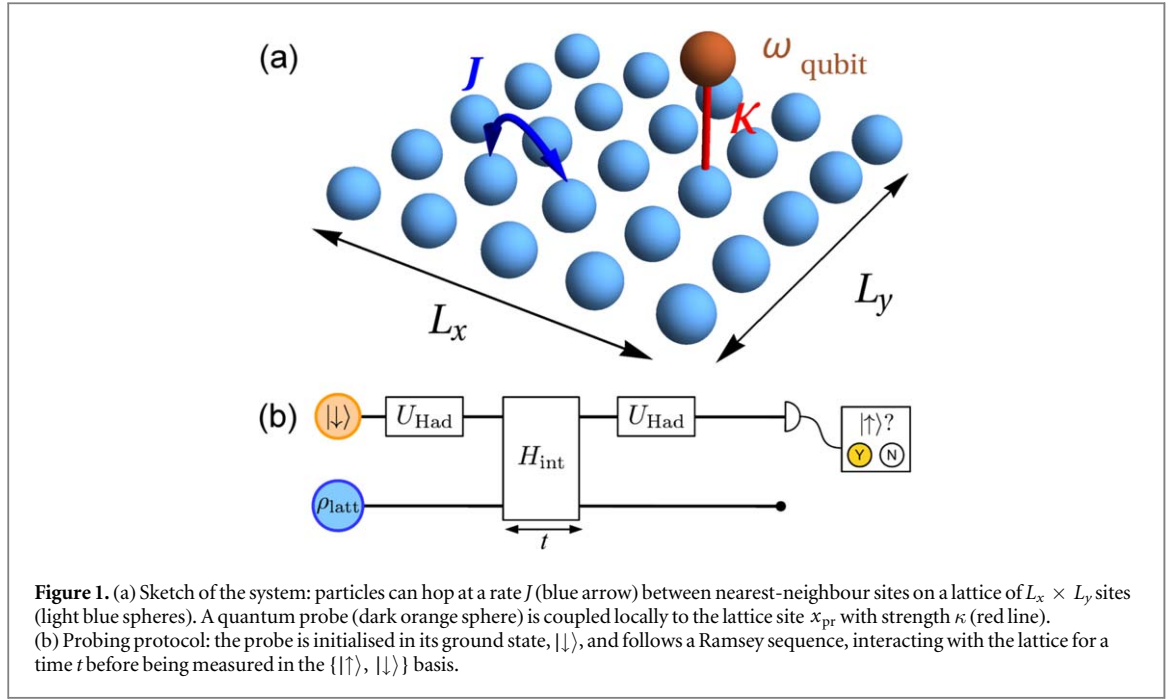 (a)
J
ω qubit
κ
L_x
L_y
(b)
|↓⟩
U_Had
H_int
U_Had
|↑⟩?
Y N
ρ_latt
t
Figure 1. (a) Sketch of the system: particles can hop at a rate J (blue arrow) between nearest-neighbour sites on a lattice of L_x × L_y sites
(light blue spheres). A quantum probe (dark orange sphere) is coupled locally to the lattice site x_pr with strength κ (red line).
(b) Probing protocol: the probe is initialised in its ground state, |↓⟩, and follows a Ramsey sequence, interacting with the lattice for a
time t before being measured in the {|↑⟩, |↓⟩} basis.